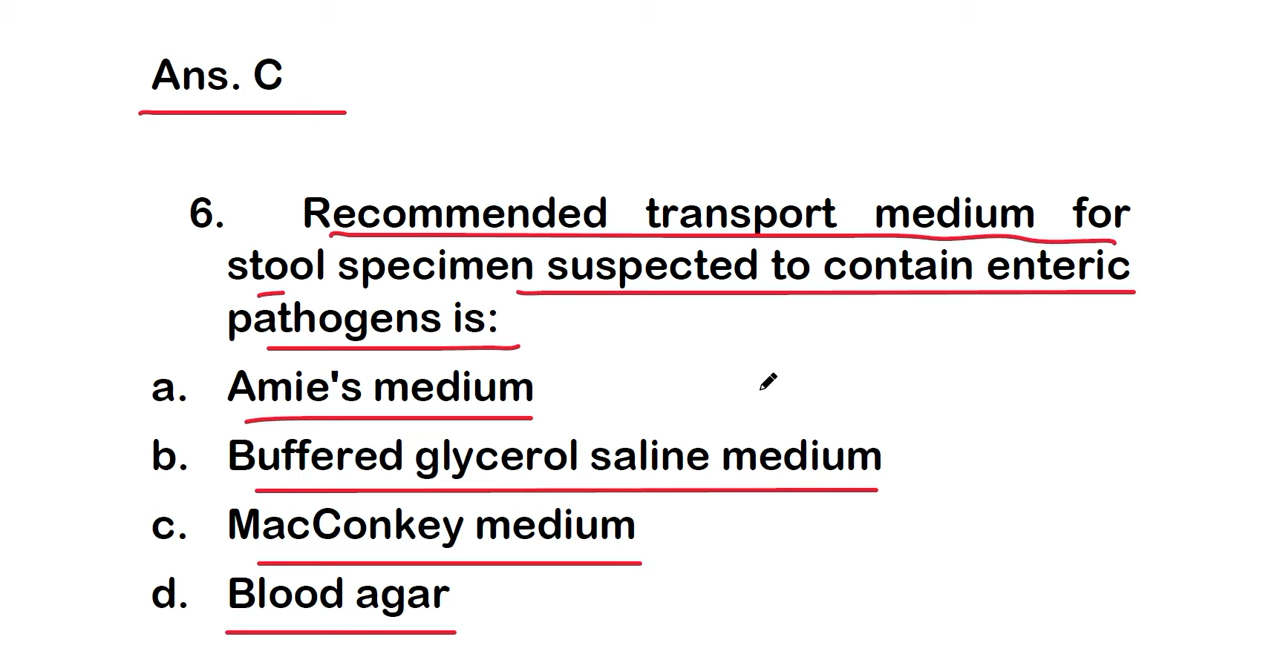 Ans. C
6. Recommended transport medium for
stool specimen suspected to contain enteric
pathogens is:
a. Amie's medium
b. Buffered glycerol saline medium
c. MacConkey medium
d. Blood agar